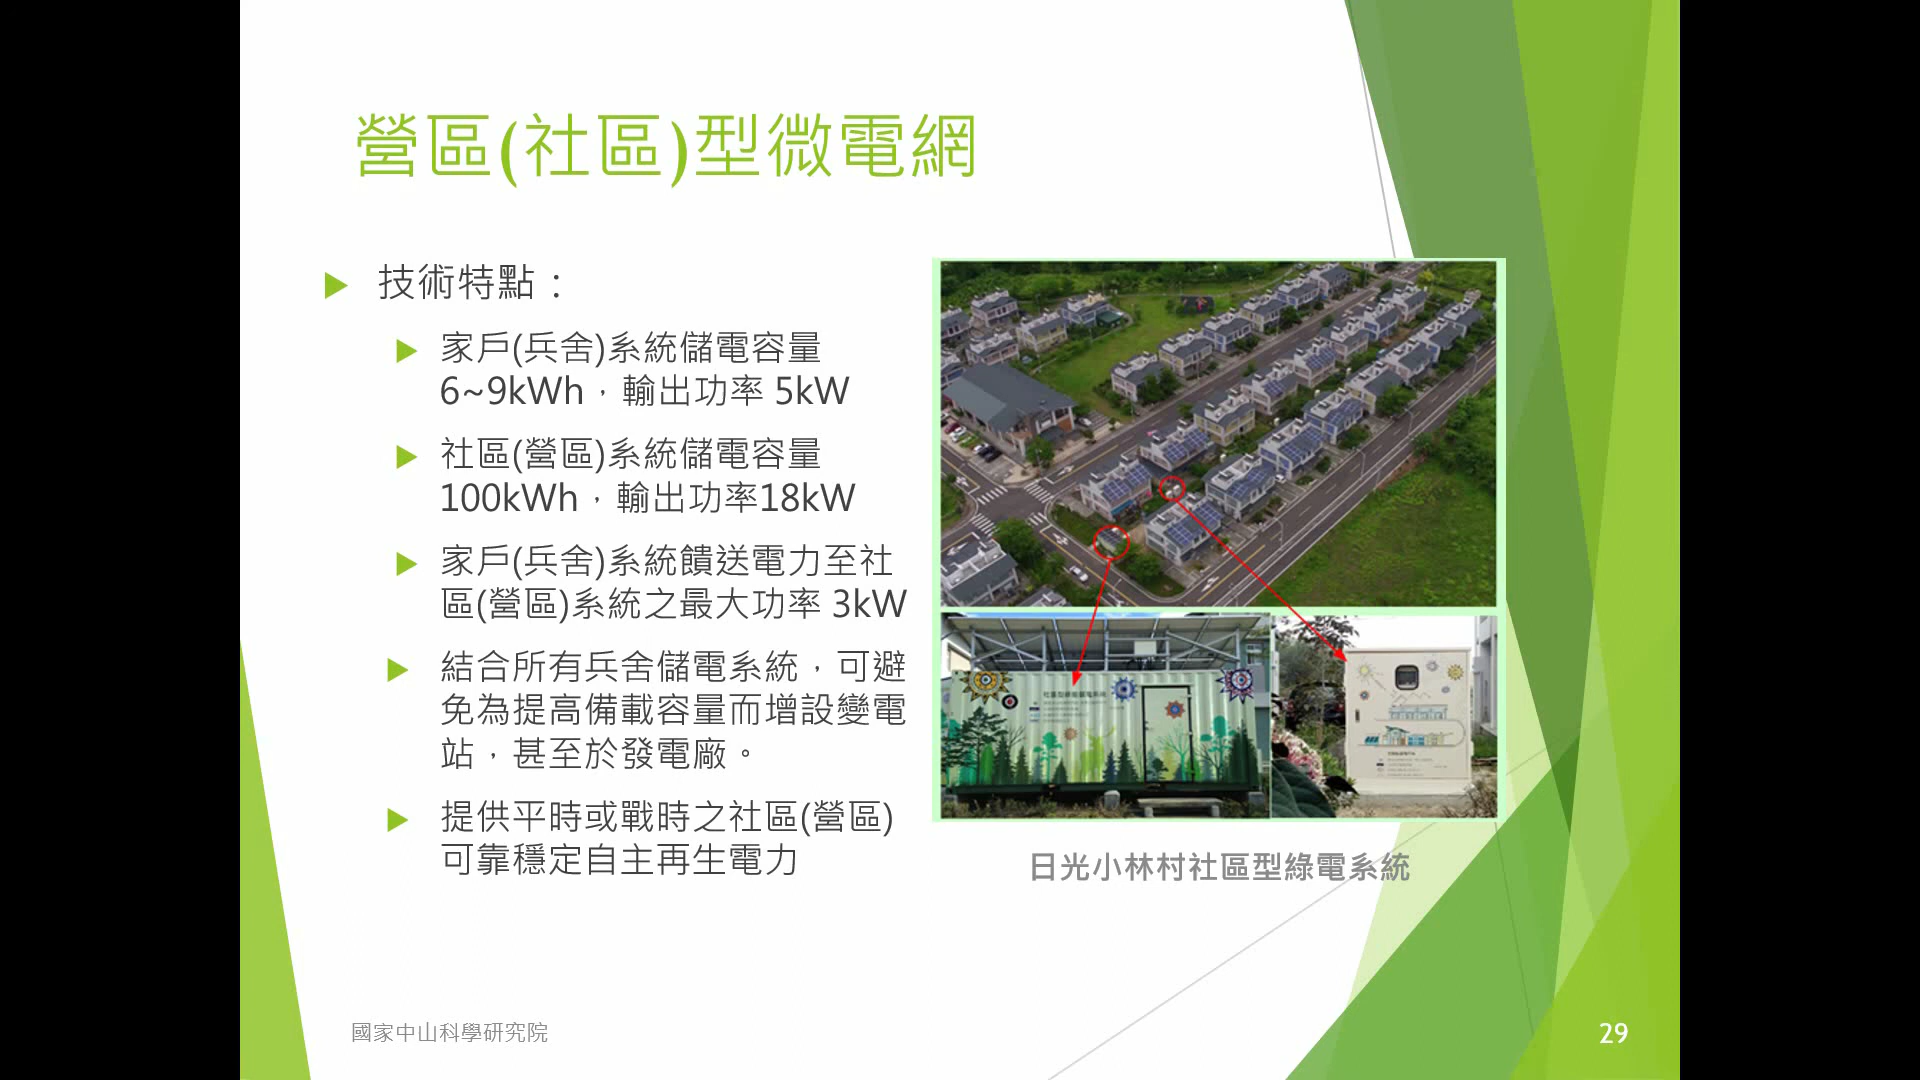 營區(社區)型微電網
技術特點：
家戶(兵舍)系統儲電容量
6~9kWh，輸出功率 5kW
社區(營區)系統儲電容量
100kWh，輸出功率18kW
家戶(兵舍)系統饋送電力至社
區(營區)系統之最大功率 3kW
結合所有兵舍儲電系統，可避
免為提高備載容量而增設變電
站，甚至於發電廠。
提供平時或戰時之社區(營區)
可靠穩定自主再生電力
日光小林村社區型綠電系統
國家中山科學研究院
29